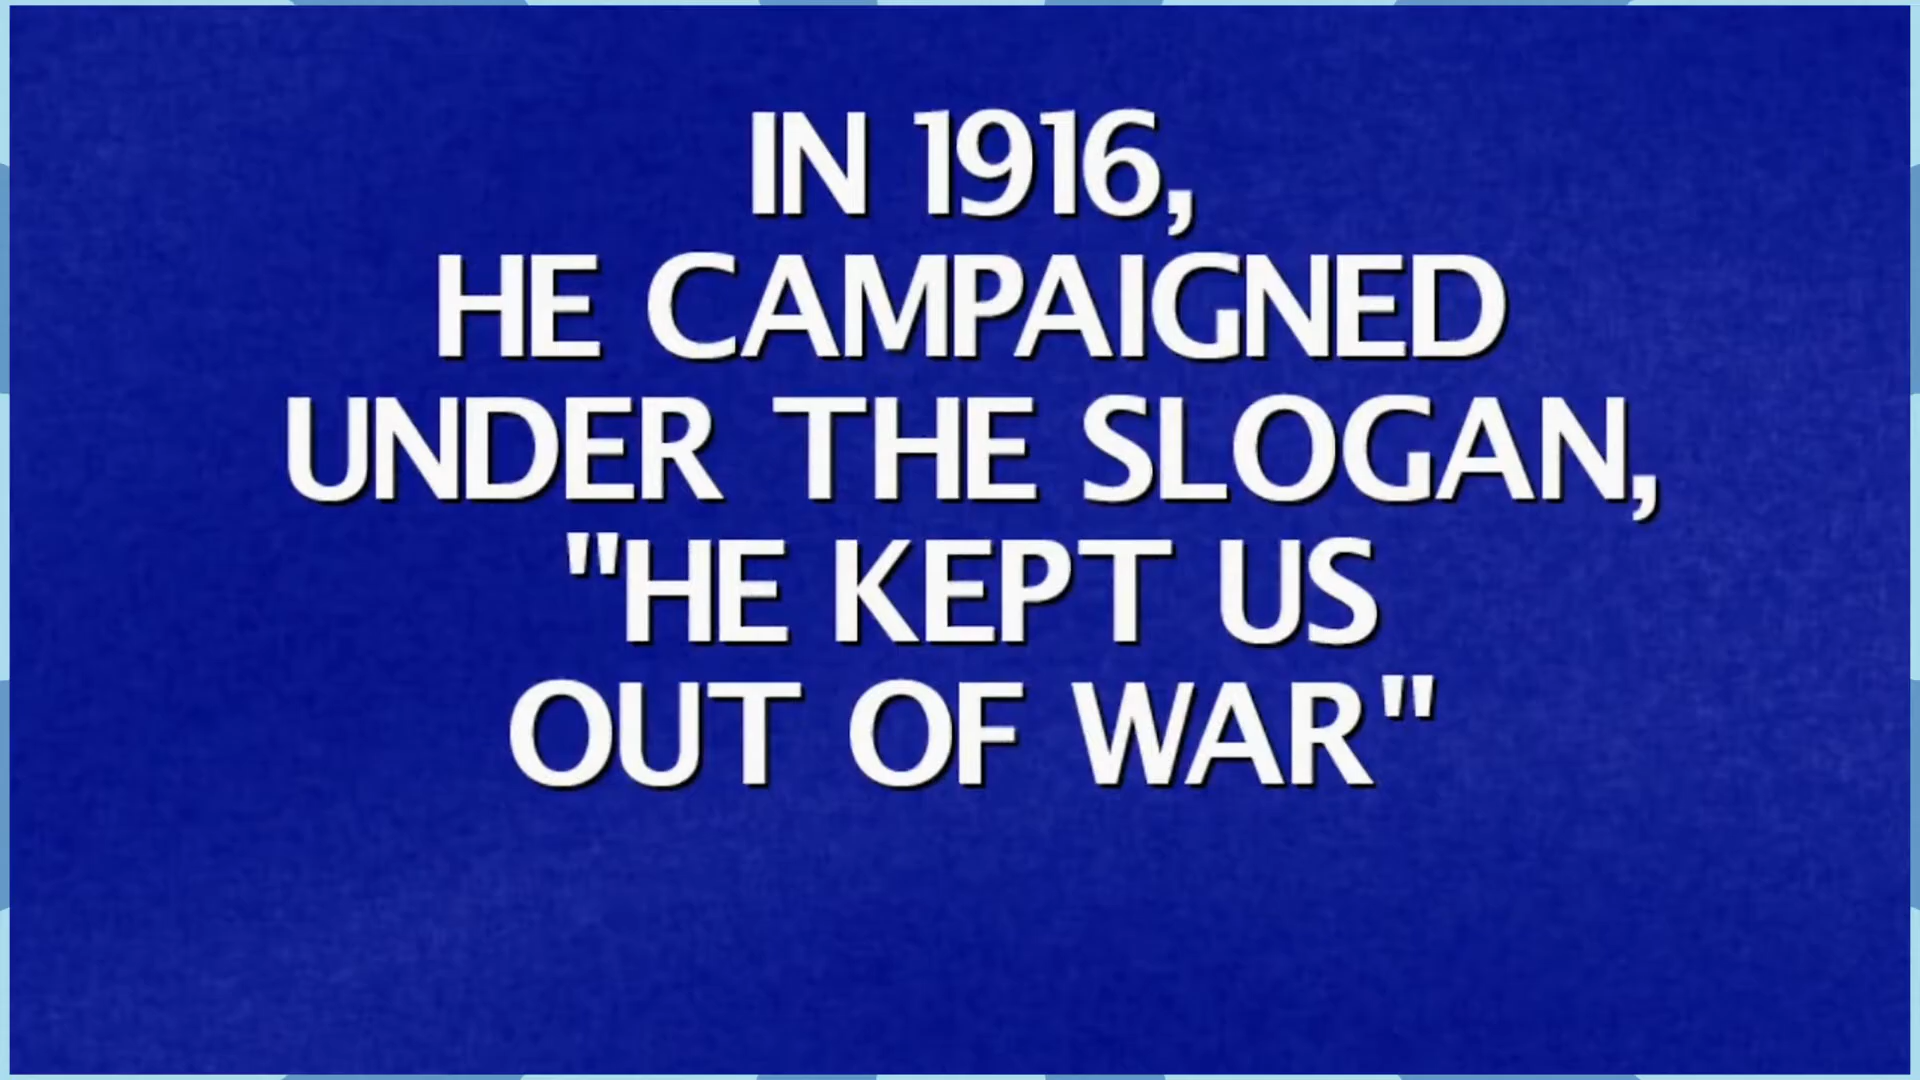 IN 1916,
HE CAMPAIGNED
UNDER THE SLOGAN,
"HE KEPT US
OUT OF WAR"